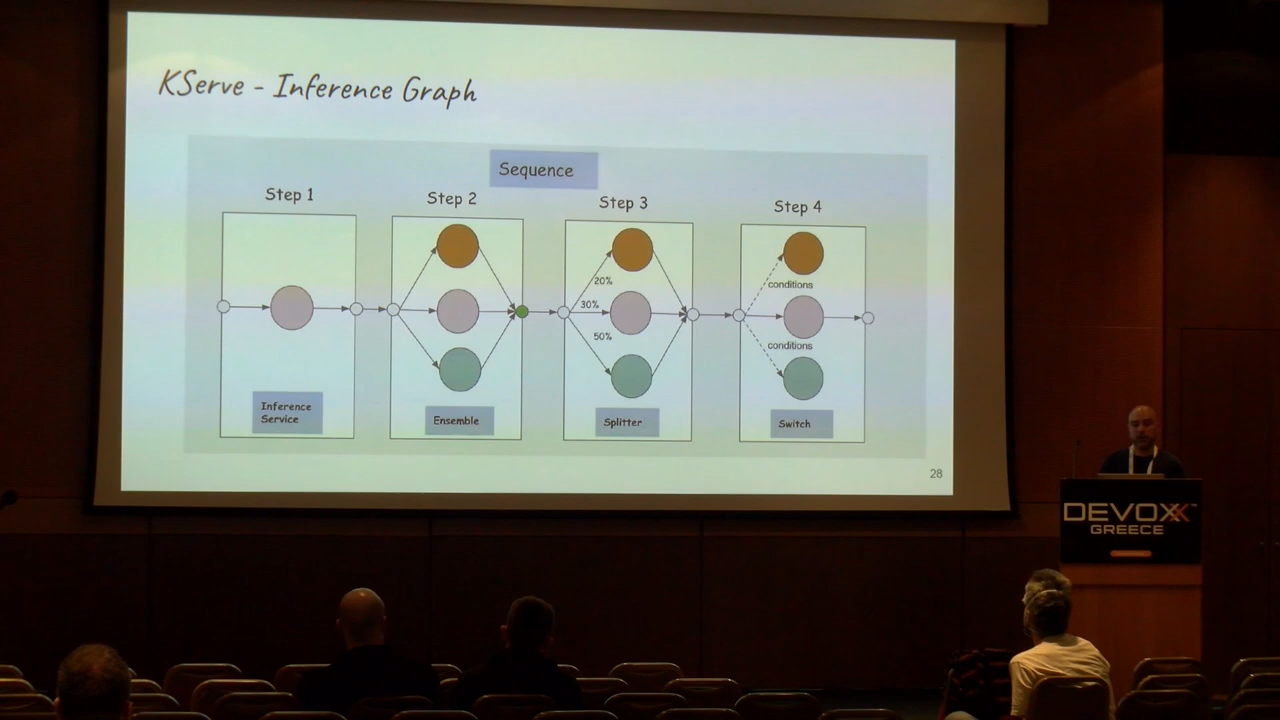 KServe - Inference Graph
Sequence
Step 1
Step 2
Step 3
Step 4
20%
30%
50%
conditions
conditions
Inference
Service
Ensemble
Splitter
Switch
28
DEVOXX
GREECE